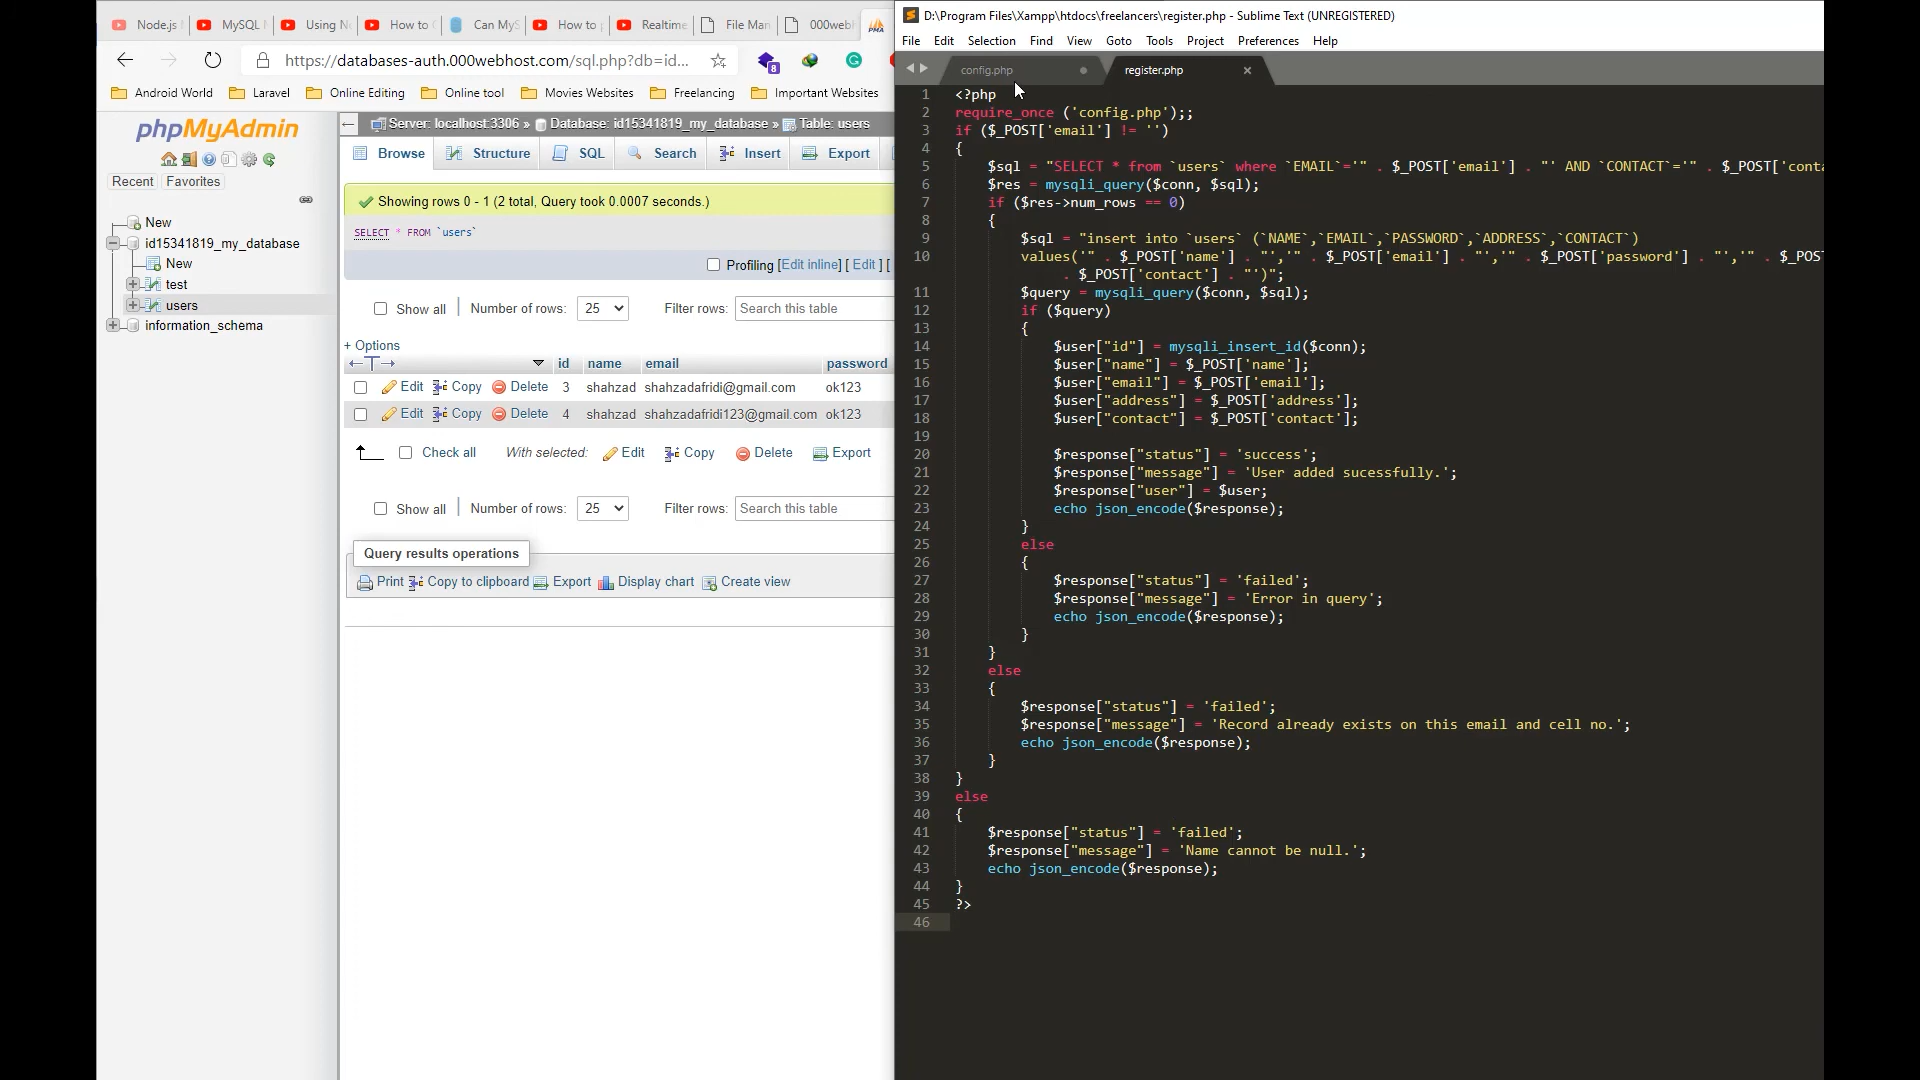 Node.js
MySQL
Using N
How to
Can MyS
How to
Realtime
File Man
000web
PMA
https://databases-auth.000webhost.com/sql.php?db=id...
8
Android World
Laravel
Online Editing
Online tool
Movies Websites
Freelancing
Important Websites
phpMyAdmin
Recent
Favorites
New
id15341819_my_database
New
test
users
information_schema
Server: localhost:3306 » Database: id15341819_my_database » Table: users
Browse
Structure
SQL
Search
Insert
Export
Showing rows 0 - 1 (2 total, Query took 0.0007 seconds.)
SELECT * FROM `users`
Profiling [Edit inline] [ Edit ] [
Show all
Number of rows:
25
Filter rows:
Search this table
+ Options
←T→ id name email password
Edit Copy Delete 3 shahzad shahzadafridi@gmail.com ok123
Edit Copy Delete 4 shahzad shahzadafridi123@gmail.com ok123
Check all
With selected:
Edit
Copy
Delete
Export
Show all
Number of rows:
25
Filter rows:
Search this table
Query results operations
Print
Copy to clipboard
Export
Display chart
Create view
D:\Program Files\Xampp\htdocs\freelancers\register.php - Sublime Text (UNREGISTERED)
File Edit Selection Find View Goto Tools Project Preferences Help
config.php
register.php
1 <?php
2 require_once ('config.php');;
3 if ($_POST['email'] != '')
4 {
5 $sql = "SELECT * from `users` where `EMAIL`='" . $_POST['email'] . "' AND `CONTACT`='" . $_POST['conta
6 $res = mysqli_query($conn, $sql);
7 if ($res->num_rows == 0)
8 {
9 $sql = "insert into `users` (`NAME`,`EMAIL`,`PASSWORD`,`ADDRESS`,`CONTACT`)
10 values('" . $_POST['name'] . "','" . $_POST['email'] . "','" . $_POST['password'] . "','" . $_POS
. $_POST['contact'] . "')";
11 $query = mysqli_query($conn, $sql);
12 if ($query)
13 {
14 $user["id"] = mysqli_insert_id($conn);
15 $user["name"] = $_POST['name'];
16 $user["email"] = $_POST['email'];
17 $user["address"] = $_POST['address'];
18 $user["contact"] = $_POST['contact'];
19
20 $response["status"] = 'success';
21 $response["message"] = 'User added sucessfully.';
22 $response["user"] = $user;
23 echo json_encode($response);
24 }
25 else
26 {
27 $response["status"] = 'failed';
28 $response["message"] = 'Error in query';
29 echo json_encode($response);
30 }
31 }
32 else
33 {
34 $response["status"] = 'failed';
35 $response["message"] = 'Record already exists on this email and cell no.';
36 echo json_encode($response);
37 }
38 }
39 else
40 {
41 $response["status"] = 'failed';
42 $response["message"] = 'Name cannot be null.';
43 echo json_encode($response);
44 }
45 ?>
46